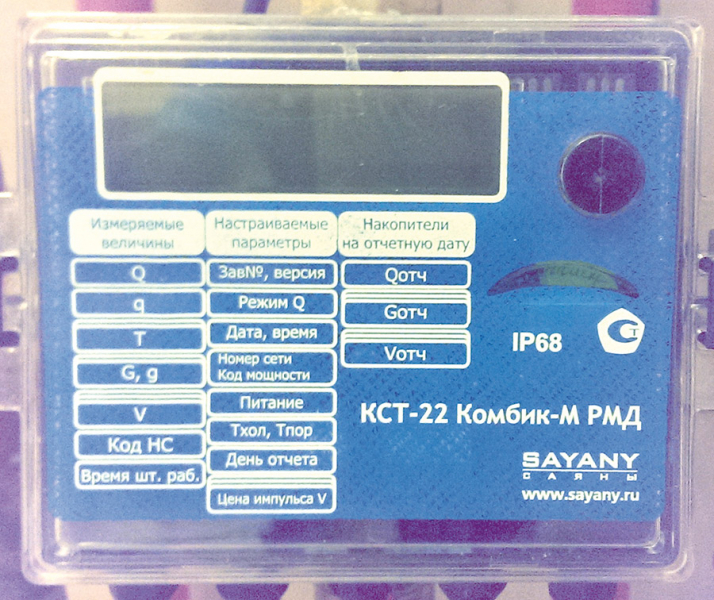 Измеряемые
величины
Q
q
T
G, g
V
Код НС
Время шт. раб.
Настраиваемые
параметры
Зав№, версия
Режим Q
Дата, время
Номер сети
Код мощности
Питание
Тхол, Тпор
День отчета
Цена импульса V
Накопители
на отчетную дату
Qотч
Gотч
Vотч
IP68
КСТ-22 Комбик-М РМД
SAYANY
САЯНЫ
www.sayany.ru